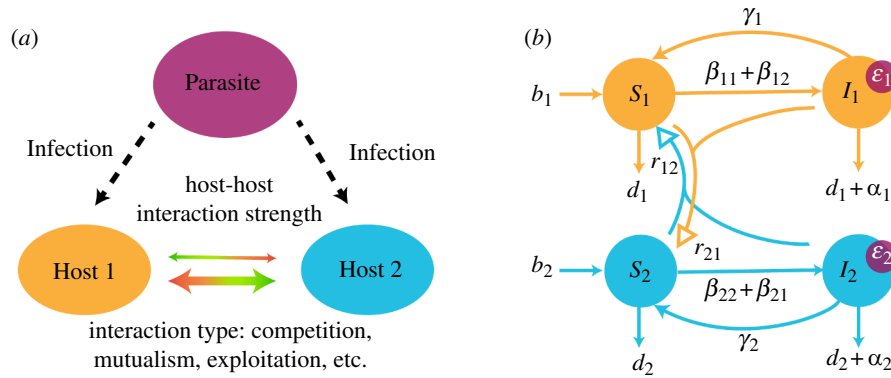 (a)
Parasite
Infection
Infection
host-host
interaction strength
Host 1
Host 2
interaction type: competition,
mutualism, exploitation, etc.
(b)
γ₁
ε₁
b₁
S₁
β₁₁+β₁₂
I₁
r₁₂
d₁
d₁+α₁
r₂₁
ε₂
b₂
S₂
I₂
β₂₂+β₂₁
γ₂
d₂
d₂+α₂